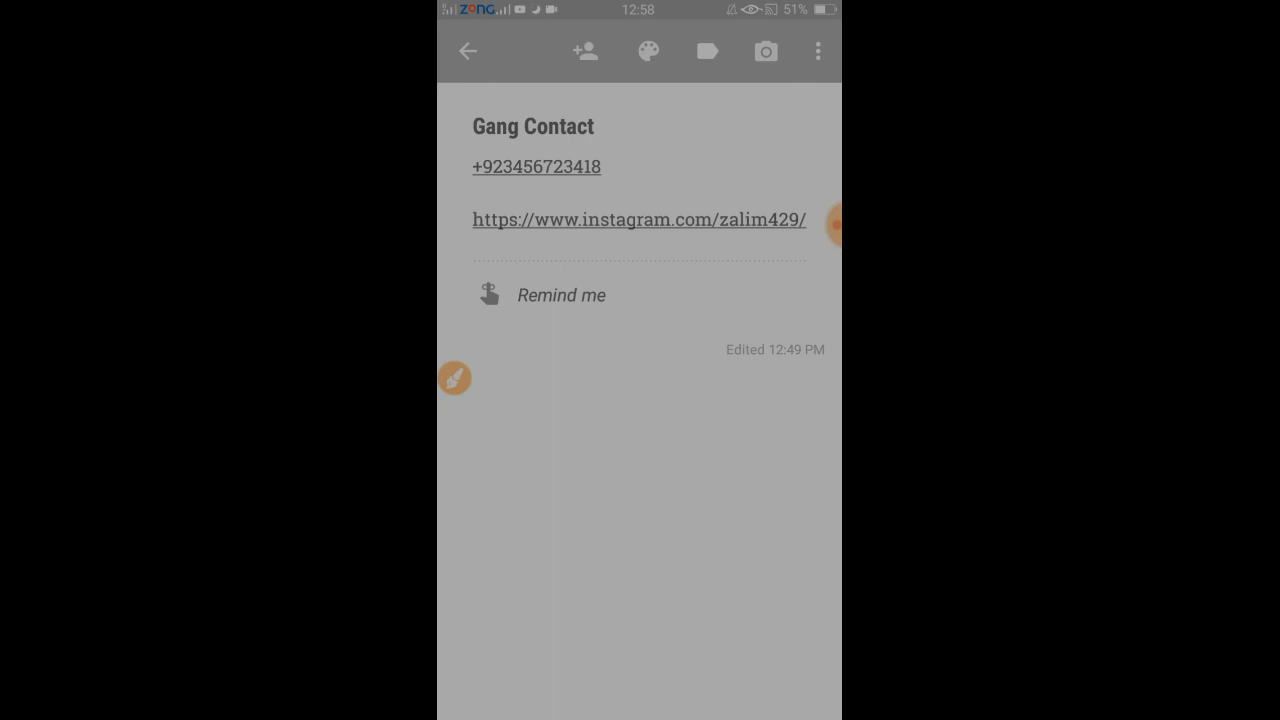 ZONG 12:58 51%
Gang Contact
+923456723418
https://www.instagram.com/zalim429/
Remind me
Edited 12:49 PM